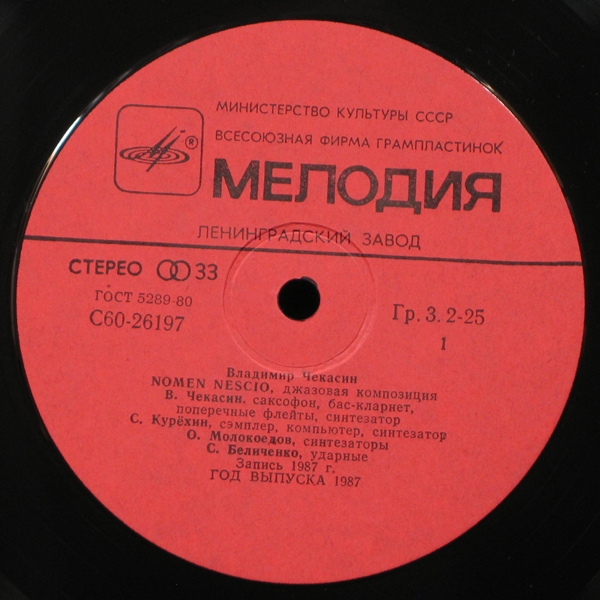 МИНИСТЕРСТВО КУЛЬТУРЫ СССР
ВСЕСОЮЗНАЯ ФИРМА ГРАМПЛАСТИНОК
®
МЕЛОДИЯ
ЛЕНИНГРАДСКИЙ ЗАВОД
СТЕРЕО 33
ГОСТ 5289-80
С60-26197
Гр. 3. 2-25
1
Владимир Чекасин
NOMEN NESCIO, джазовая композиция
В. Чекасин. саксофон, бас-кларнет,
поперечные флейты, синтезатор
С. Курёхин, сэмплер, компьютер, синтезатор
О. Молокоедов, синтезаторы
С. Беличенко, ударные
Запись 1987 г.
ГОД ВЫПУСКА 1987